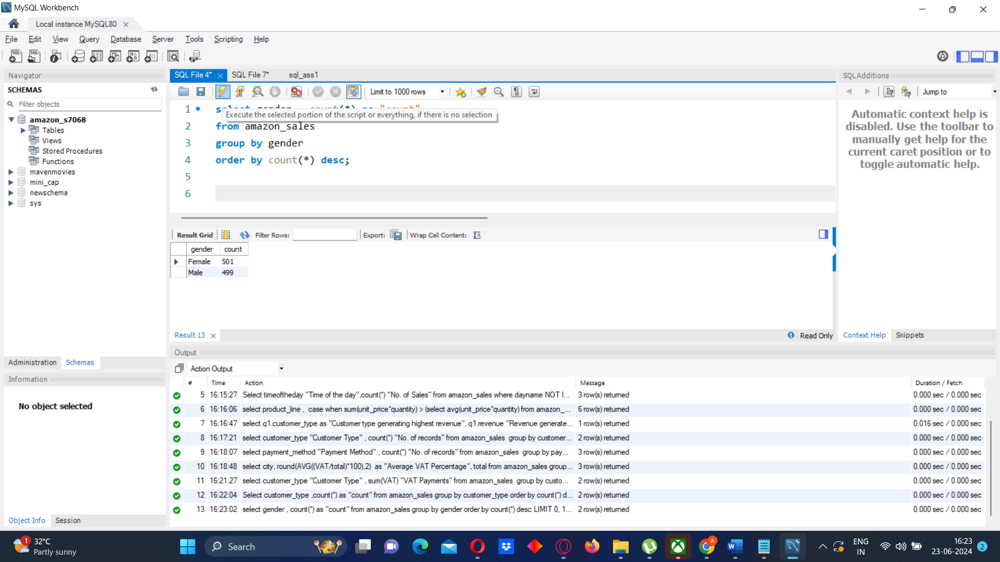 MySQL Workbench
Local instance MySQL80
File Edit View Query Database Server Tools Scripting Help
Navigator
SCHEMAS
Filter objects
amazon_s7068
Tables
Views
Stored Procedures
Functions
mavenmovies
mini_cap
newschema
sys
Administration Schemas
Information
No object selected
Object Info Session
SQL File 4* SQL File 7* sql_ass1
Limit to 1000 rows
1 select gender , count(*) as "count"
Execute the selected portion of the script or everything, if there is no selection
2 from amazon_sales
3 group by gender
4 order by count(*) desc;
5
6
Result Grid Filter Rows: Export: Wrap Cell Content:
gender count
Female 501
Male 499
Result 13 Read Only
Output
Action Output
# Time Action Message Duration / Fetch
5 16:15:27 Select timeoftheday "Time of the day",count(*) "No. of Sales" from amazon_sales where dayname NOT I... 3 row(s) returned 0.000 sec / 0.000 sec
6 16:16:06 select product_line , case when sum(unit_price*quantity) > (select avg(unit_price*quantity) from amazon_... 6 row(s) returned 0.000 sec / 0.000 sec
7 16:16:47 select q1.customer_type as "Customer type generating highest revenue", q1.revenue "Revenue generate... 1 row(s) returned 0.016 sec / 0.000 sec
8 16:17:21 select customer_type "Customer Type" , count(*) "No. of records" from amazon_sales group by customer... 2 row(s) returned 0.000 sec / 0.000 sec
9 16:18:07 select payment_method "Payment Method" , count(*) "No. of records" from amazon_sales group by pay... 3 row(s) returned 0.000 sec / 0.000 sec
10 16:18:48 select city, round(AVG((VAT/total)*100),2) as "Average VAT Percentage", total from amazon_sales group... 3 row(s) returned 0.000 sec / 0.000 sec
11 16:21:27 select customer_type "Customer Type" , sum(VAT) "VAT Payments" from amazon_sales group by custo... 2 row(s) returned 0.000 sec / 0.000 sec
12 16:22:04 Select customer_type ,count(*) as "count" from amazon_sales group by customer_type order by count(*) d... 2 row(s) returned 0.000 sec / 0.000 sec
13 16:23:02 select gender , count(*) as "count" from amazon_sales group by gender order by count(*) desc LIMIT 0, 1... 2 row(s) returned 0.000 sec / 0.000 sec
SQLAdditions
Jump to
Automatic context help is
disabled. Use the toolbar to
manually get help for the
current caret position or to
toggle automatic help.
Context Help Snippets
1
32°C
Partly sunny
Search
ENG
IN
16:23
23-06-2024
2